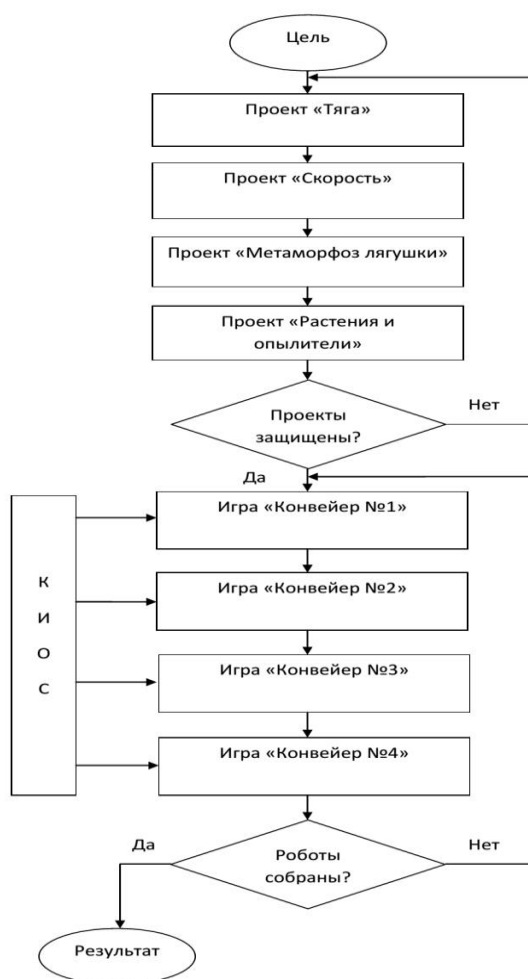 Цель
Проект «Тяга»
Проект «Скорость»
Проект «Метаморфоз лягушки»
Проект «Растения и
опылители»
Проекты
защищены?
Нет
Да
Игра «Конвейер №1»
К
И
О
С
Игра «Конвейер №2»
Игра «Конвейер №3»
Игра «Конвейер №4»
Да
Роботы
собраны?
Нет
Результат